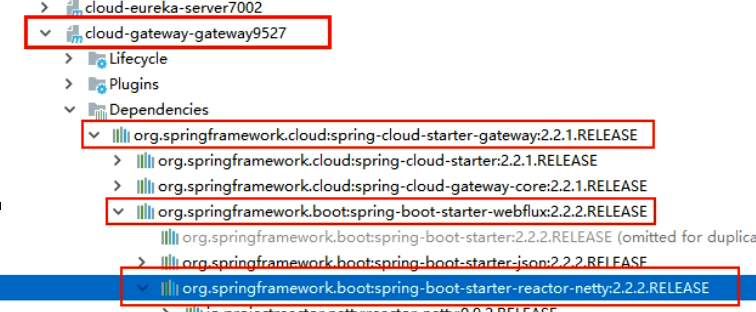 cloud-eureka-server7002
cloud-gateway-gateway9527
Lifecycle
Plugins
Dependencies
org.springframework.cloud:spring-cloud-starter-gateway:2.2.1.RELEASE
org.springframework.cloud:spring-cloud-starter:2.2.1.RELEASE
org.springframework.cloud:spring-cloud-gateway-core:2.2.1.RELEASE
org.springframework.boot:spring-boot-starter-webflux:2.2.2.RELEASE
org.springframework.boot:spring-boot-starter:2.2.2.RELEASE (omitted for duplica
org.springframework.boot:spring-boot-starter-json:2.2.2.RELEASE
org.springframework.boot:spring-boot-starter-reactor-netty:2.2.2.RELEASE